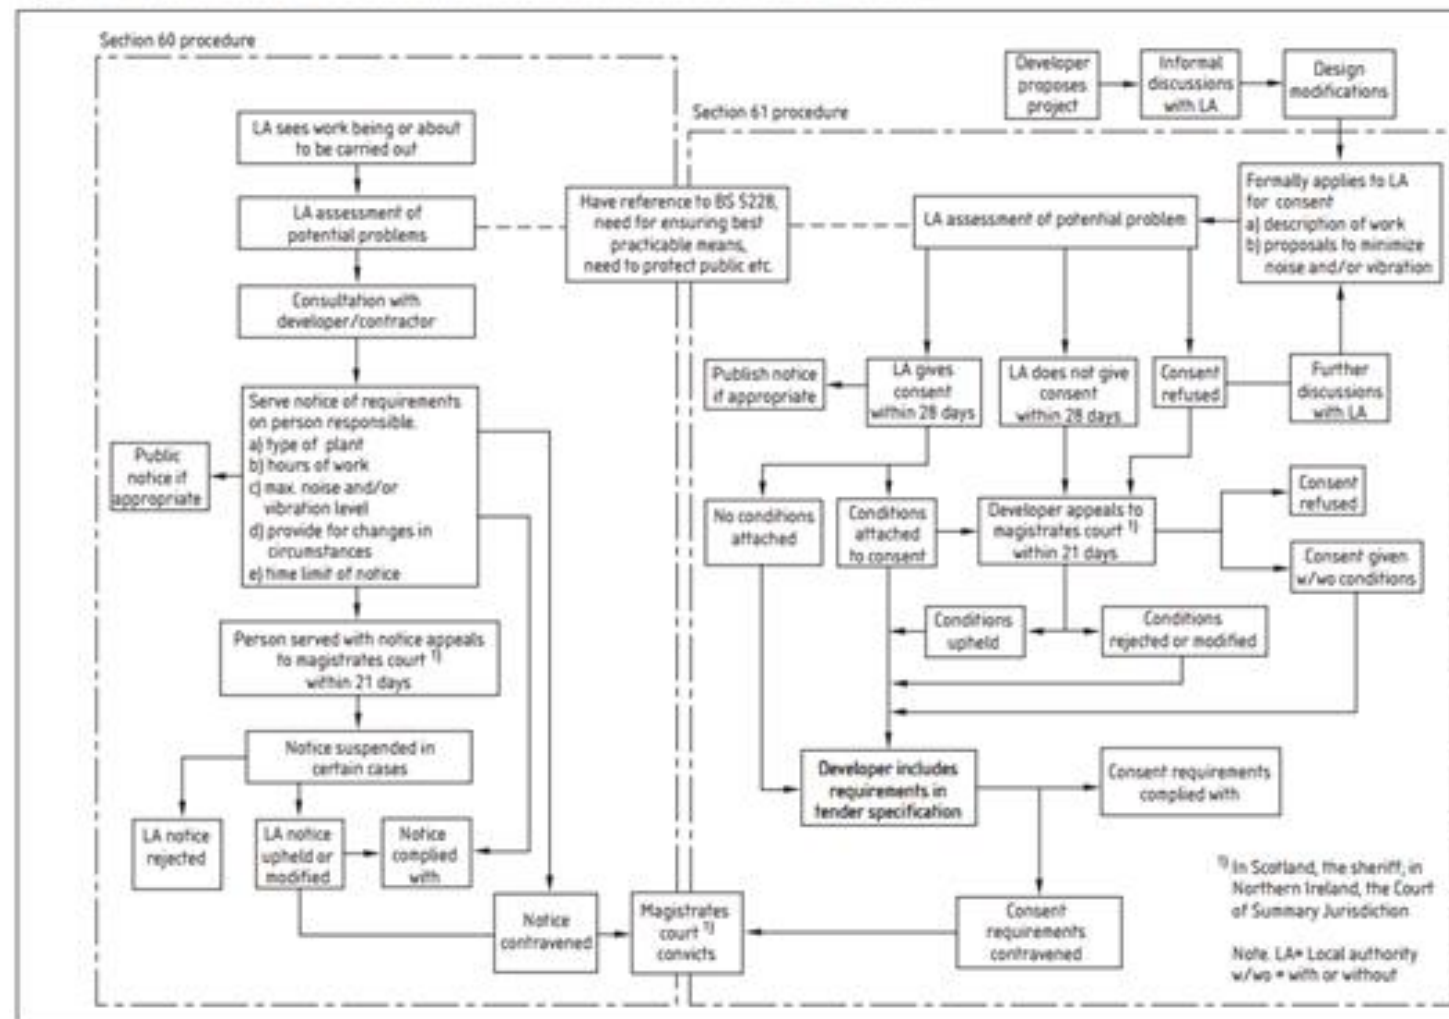 Section 60 procedure
LA sees work being or about
to be carried out
LA assessment of
potential problems
Consultation with
developer/contractor
Serve notice of requirements
on person responsible.
a) type of plant
b) hours of work
c) max. noise and/or
vibration level
d) provide for changes in
circumstances
e) time limit of notice
Public
notice if
appropriate
Person served with notice appeals
to magistrates court 1)
within 21 days
Notice suspended in
certain cases
LA notice
rejected
LA notice
upheld or
modified
Notice
complied
with
Notice
contravened
Magistrates
court 1)
convicts
Have reference to BS 5228,
need for ensuring best
practicable means,
need to protect public etc.
Developer
proposes
project
Informal
discussions
with LA
Design
modifications
Section 61 procedure
Formally applies to LA
for consent
a) description of work
b) proposals to minimize
noise and/or vibration
LA assessment of potential problem
Publish notice
if appropriate
LA gives
consent
within 28 days
LA does not give
consent
within 28 days
Consent
refused
Further
discussions
with LA
No conditions
attached
Conditions
attached
to consent
Developer appeals to
magistrates court 1)
within 21 days
Consent
refused
Consent given
w/wo conditions
Conditions
upheld
Conditions
rejected or modified
Developer includes
requirements in
tender specification
Consent requirements
complied with
Consent
requirements
contravened
1) In Scotland, the sheriff; in
Northern Ireland, the Court
of Summary Jurisdiction
Note. LA= Local authority
w/wo = with or without